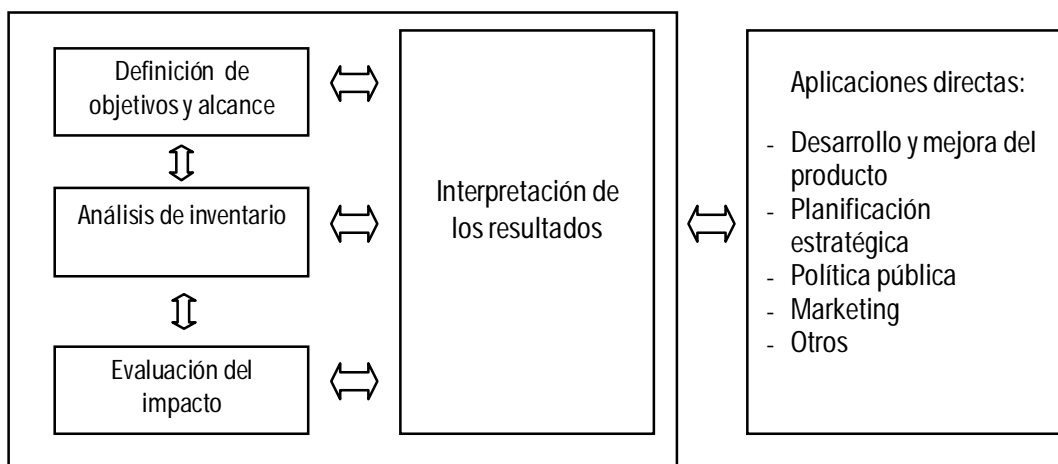 Definición de
objetivos y alcance
Análisis de inventario
Evaluación del
impacto
Interpretación de
los resultados
Aplicaciones directas:
- Desarrollo y mejora del
producto
- Planificación
estratégica
- Política pública
- Marketing
- Otros